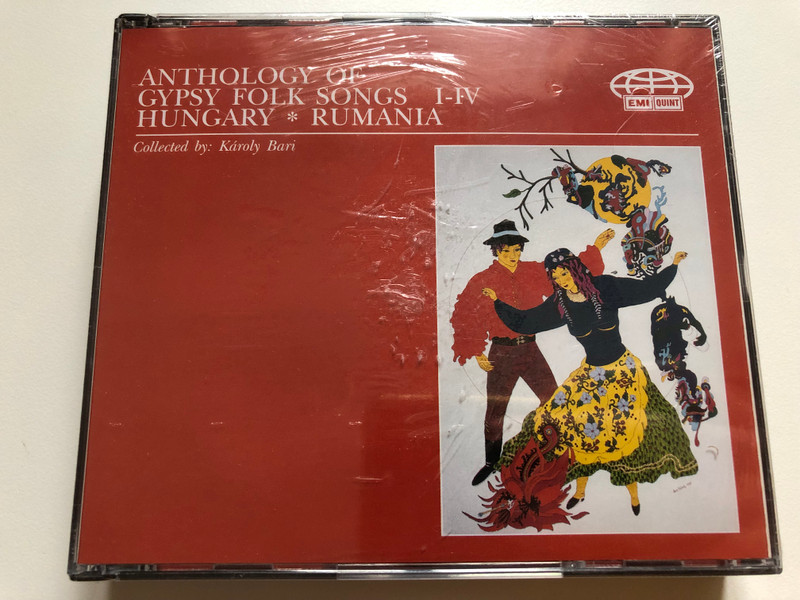 ANTHOLOGY OF
GYPSY FOLK SONGS I-IV
HUNGARY * RUMANIA
Collected by: Károly Bari
EMI QUINT